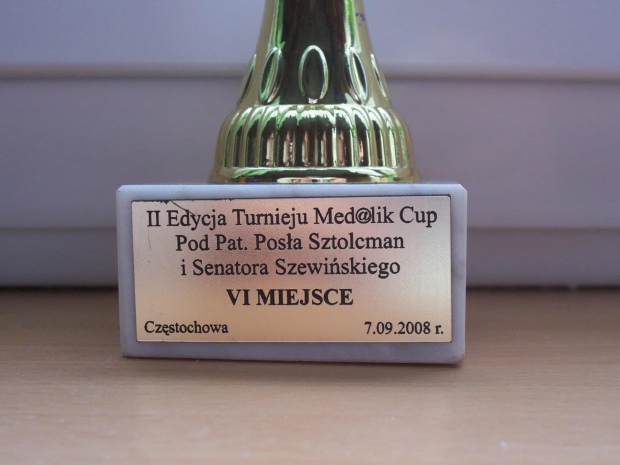 II Edycja Turnieju Med@lik Cup
Pod Pat. Posła Sztolcman
i Senatora Szewińskiego
VI MIEJSCE
Częstochowa 7.09.2008 r.